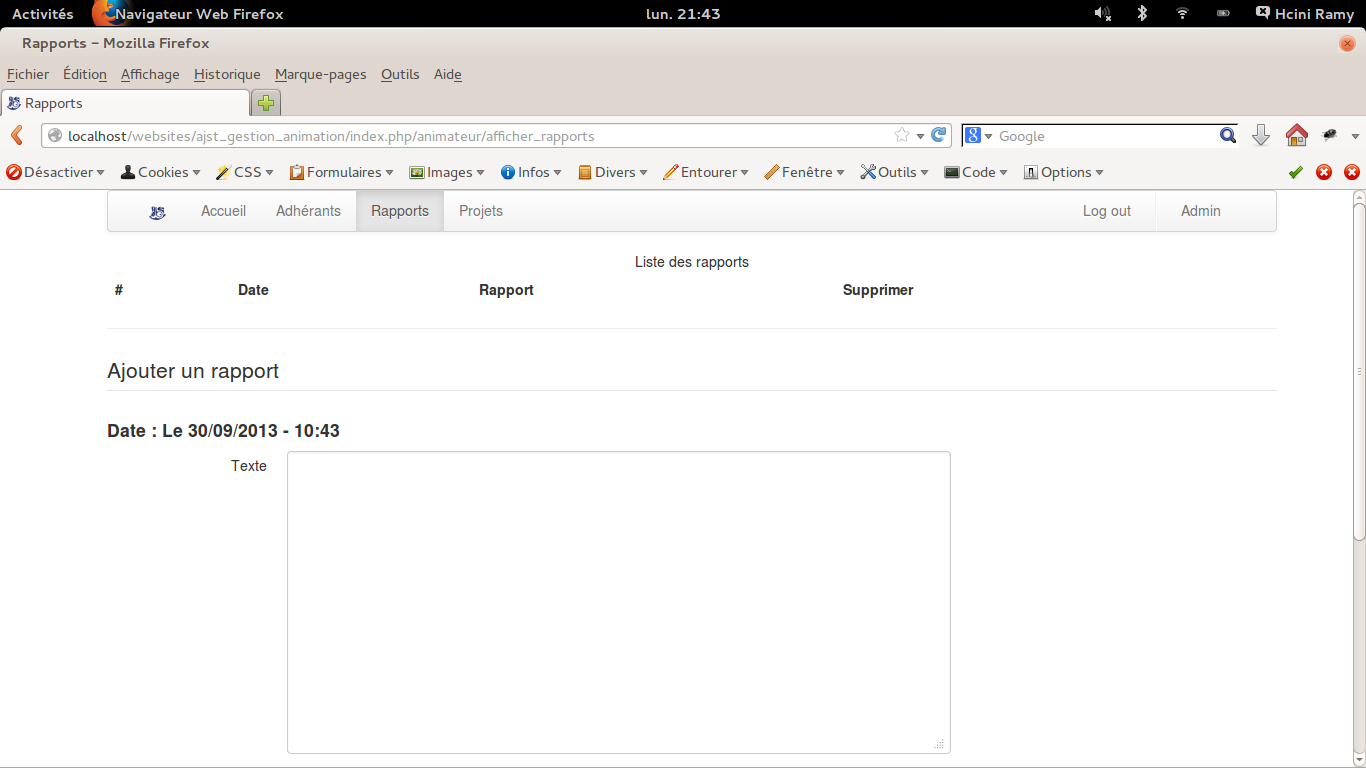 Activités Navigateur Web Firefox lun. 21:43 Hcini Ramy
Rapports - Mozilla Firefox
Fichier Édition Affichage Historique Marque-pages Outils Aide
Rapports
localhost/websites/ajst_gestion_animation/index.php/animateur/afficher_rapports Google
Désactiver Cookies CSS Formulaires Images Infos Divers Entourer Fenêtre Outils Code Options
Accueil Adhérants Rapports Projets Log out Admin
Liste des rapports
# Date Rapport Supprimer
Ajouter un rapport
Date : Le 30/09/2013 - 10:43
Texte